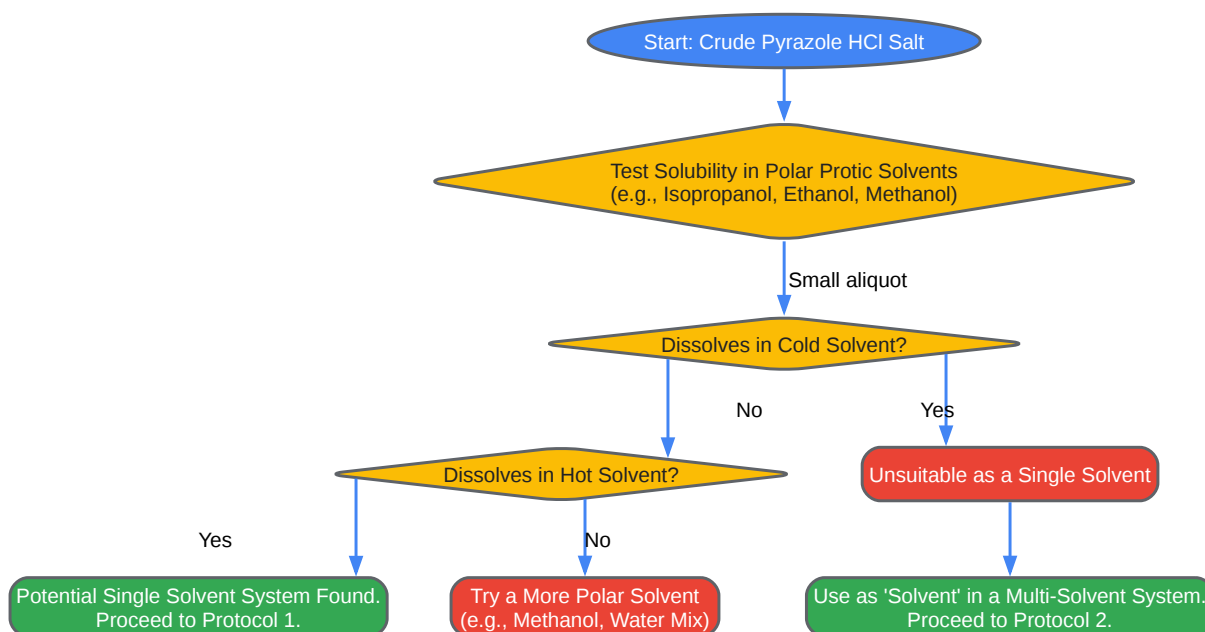 Start: Crude Pyrazole HCl Salt
Test Solubility in Polar Protic Solvents
(e.g., Isopropanol, Ethanol, Methanol)
Small aliquot
Dissolves in Cold Solvent?
No
Yes
Dissolves in Hot Solvent?
Unsuitable as a Single Solvent
Yes
No
Potential Single Solvent System Found.
Proceed to Protocol 1.
Try a More Polar Solvent
(e.g., Methanol, Water Mix)
Use as 'Solvent' in a Multi-Solvent System.
Proceed to Protocol 2.